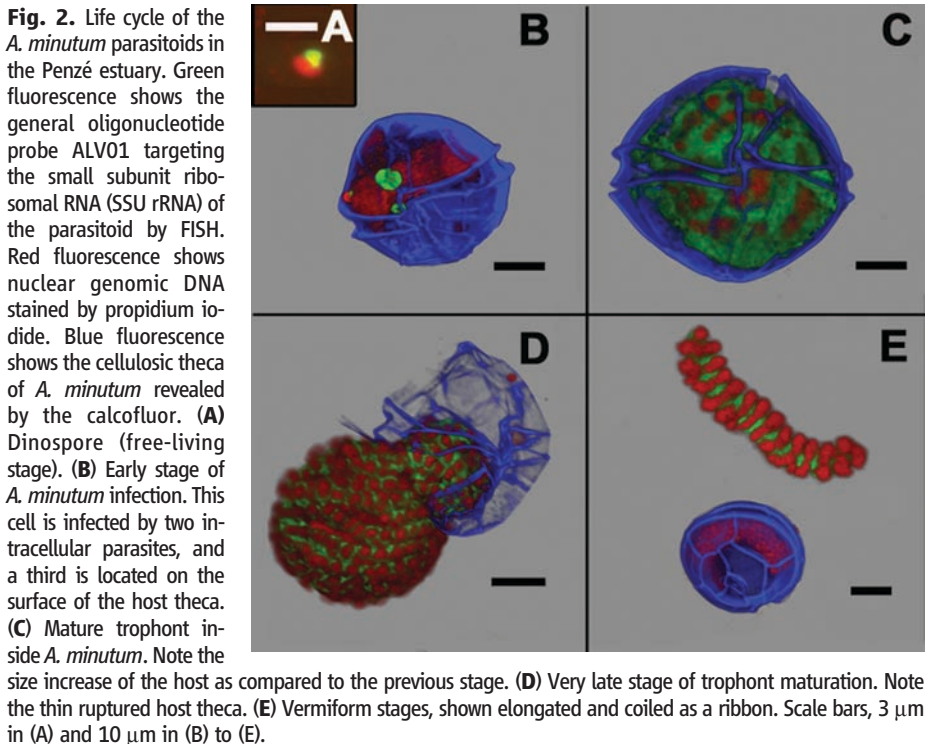 Fig. 2. Life cycle of the
A. minutum parasitoids in
the Penzé estuary. Green
fluorescence shows the
general oligonucleotide
probe ALV01 targeting
the small subunit ribo-
somal RNA (SSU rRNA) of
the parasitoid by FISH.
Red fluorescence shows
nuclear genomic DNA
stained by propidium io-
dide. Blue fluorescence
shows the cellulosic theca
of A. minutum revealed
by the calcofluor. (A)
Dinospore (free-living
stage). (B) Early stage of
A. minutum infection. This
cell is infected by two in-
tracellular parasites, and
a third is located on the
surface of the host theca.
(C) Mature trophont in-
side A. minutum. Note the
size increase of the host as compared to the previous stage. (D) Very late stage of trophont maturation. Note
the thin ruptured host theca. (E) Vermiform stages, shown elongated and coiled as a ribbon. Scale bars, 3 μm
in (A) and 10 μm in (B) to (E).
A
B
C
D
E